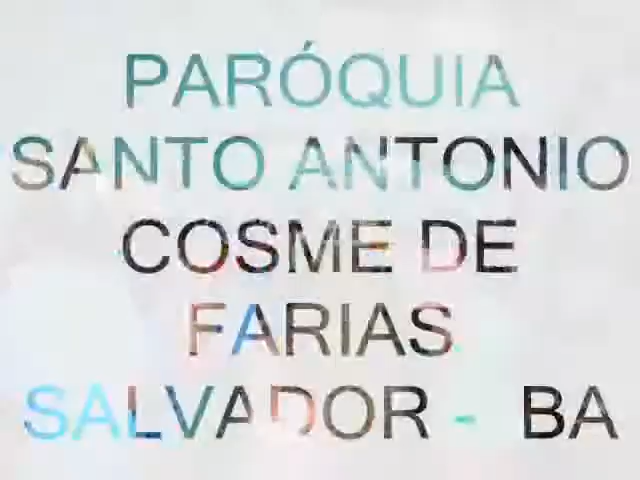 PARÓQUIA
SANTO ANTONIO
COSME DE
FARIAS
SALVADOR - BA